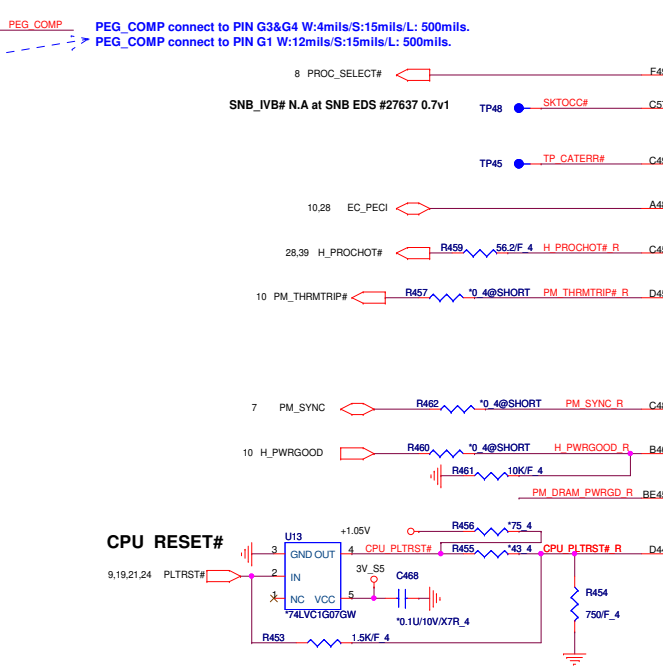 PEG_COMP
PEG_COMP connect to PIN G3&G4 W:4mils/S:15mils/L: 500mils.
PEG_COMP connect to PIN G1 W:12mils/S:15mils/L: 500mils.
8 PROC_SELECT#
SNB_IVB# N.A at SNB EDS #27637 0.7v1
TP48 SKTOCC#
TP45 TP_CATERR#
10,28 EC_PECI
28,39 H_PROCHOT# R459 56.2/F_4 H_PROCHOT#_R
10 PM_THRMTRIP# R457 *0_4@SHORT PM_THRMTRIP#_R
7 PM_SYNC R462 *0_4@SHORT PM_SYNC_R
10 H_PWRGOOD R460 *0_4@SHORT H_PWRGOOD_R
R461 10K/F_4
PM_DRAM_PWRGD_R
CPU RESET#
U13 +1.05V R456 *75_4
3 GND OUT 4 CPU_PLTRST# R455 *43_4 CPU_PLTRST#_R
9,19,21,24 PLTRST# 2 IN
3V_S5
1 NC VCC 5 C468
*74LVC1G07GW *0.1U/10V/X7R_4
R454
750/F_4
R453 1.5K/F_4